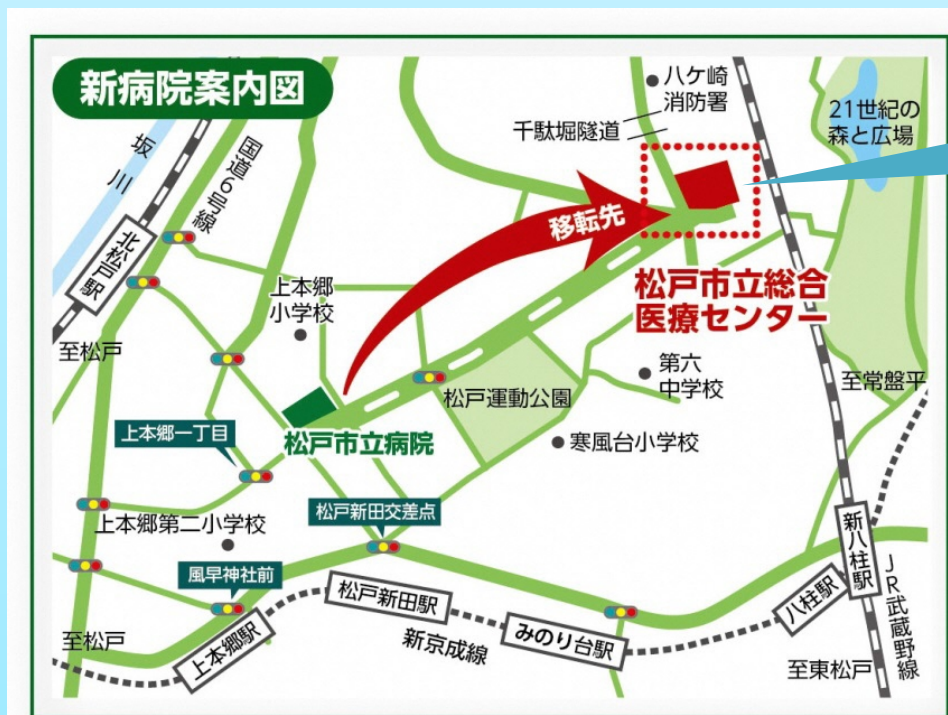 新病院案内図
八ケ崎
消防署
千駄堀隧道
21世紀の
森と広場
坂川
国道6号線
北松戸駅
移転先
松戸市立総合
医療センター
上本郷
小学校
至松戸
第六
中学校
至常盤平
松戸運動公園
上本郷一丁目
松戸市立病院
寒風台小学校
上本郷第二小学校
松戸新田交差点
新八柱駅
風早神社前
松戸新田駅
八柱駅
JR武蔵野線
至松戸
上本郷駅
新京成線
みのり台駅
至東松戸